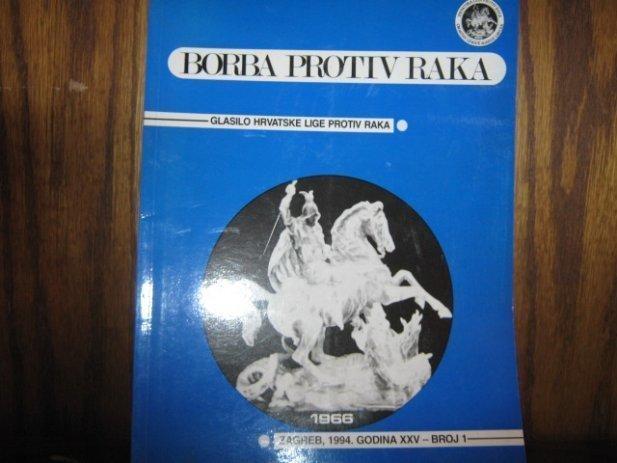 BORBA PROTIV RAKA
GLASILO HRVATSKE LIGE PROTIV RAKA
1966
ZAGREB, 1994. GODINA XXV – BROJ 1